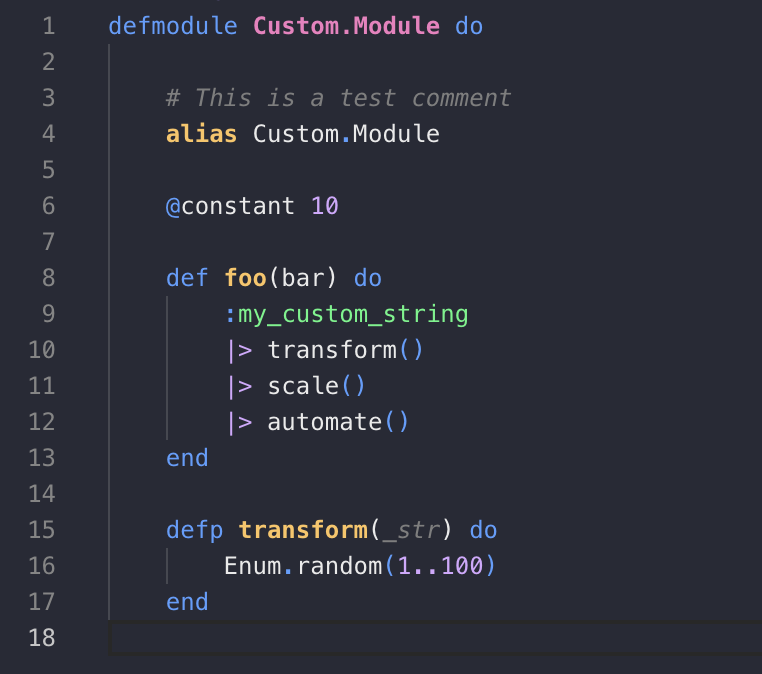 1 defmodule Custom.Module do
2
3 # This is a test comment
4 alias Custom.Module
5
6 @constant 10
7
8 def foo(bar) do
9 :my_custom_string
10 |> transform()
11 |> scale()
12 |> automate()
13 end
14
15 defp transform(_str) do
16 Enum.random(1..100)
17 end
18